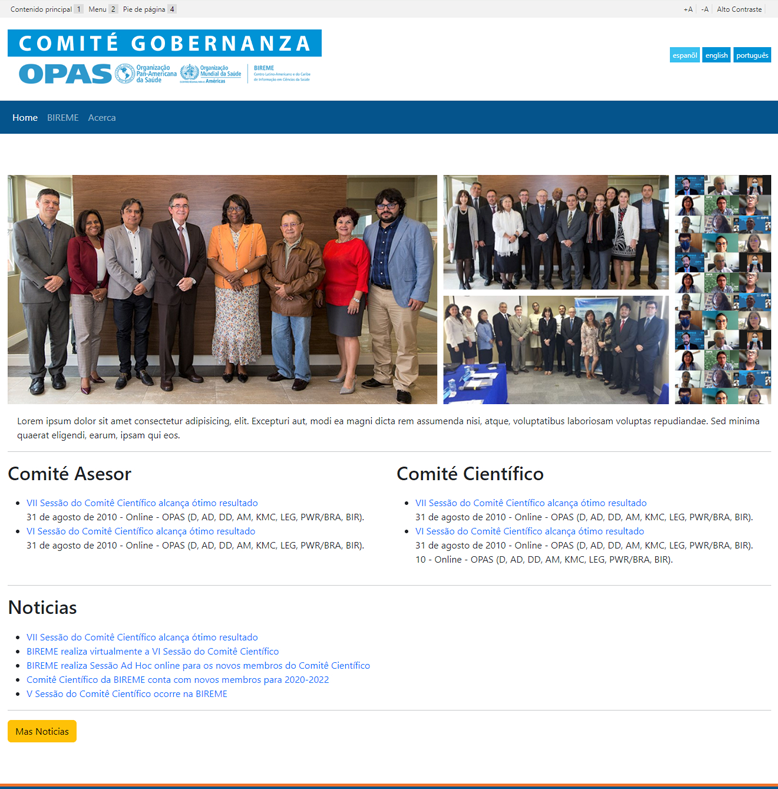 Contenido principal 1 Menu 2 Pie de página 4
+A -A Alto Contraste
COMITÉ GOBERNANZA
OPAS Organização Pan-Americana da Saúde Organização Mundial da Saúde Américas BIREME
Centro Latino-Americano e do Caribe de Informação em Ciências da Saúde
espanõl english português
Home BIREME Acerca
Lorem ipsum dolor sit amet consectetur adipisicing, elit. Excepturi aut, modi ea magni dicta rem assumenda nisi, atque, voluptatibus laboriosam voluptas repudiandae. Sed minima
quaerat eligendi, earum, ipsam qui eos.
Comité Asesor
VII Sessão do Comitê Científico alcança ótimo resultado
31 de agosto de 2010 - Online - OPAS (D, AD, DD, AM, KMC, LEG, PWR/BRA, BIR).
VI Sessão do Comitê Científico alcança ótimo resultado
31 de agosto de 2010 - Online - OPAS (D, AD, DD, AM, KMC, LEG, PWR/BRA, BIR).
Comité Científico
VII Sessão do Comitê Científico alcança ótimo resultado
31 de agosto de 2010 - Online - OPAS (D, AD, DD, AM, KMC, LEG, PWR/BRA, BIR).
VI Sessão do Comitê Científico alcança ótimo resultado
31 de agosto de 2010 - Online - OPAS (D, AD, DD, AM, KMC, LEG, PWR/BRA, BIR).
10 - Online - OPAS (D, AD, DD, AM, KMC, LEG, PWR/BRA, BIR).
Noticias
VII Sessão do Comitê Científico alcança ótimo resultado
BIREME realiza virtualmente a VI Sessão do Comitê Científico
BIREME realiza Sessão Ad Hoc online para os novos membros do Comitê Científico
Comitê Científico da BIREME conta com novos membros para 2020-2022
V Sessão do Comitê Científico ocorre na BIREME
Mas Noticias